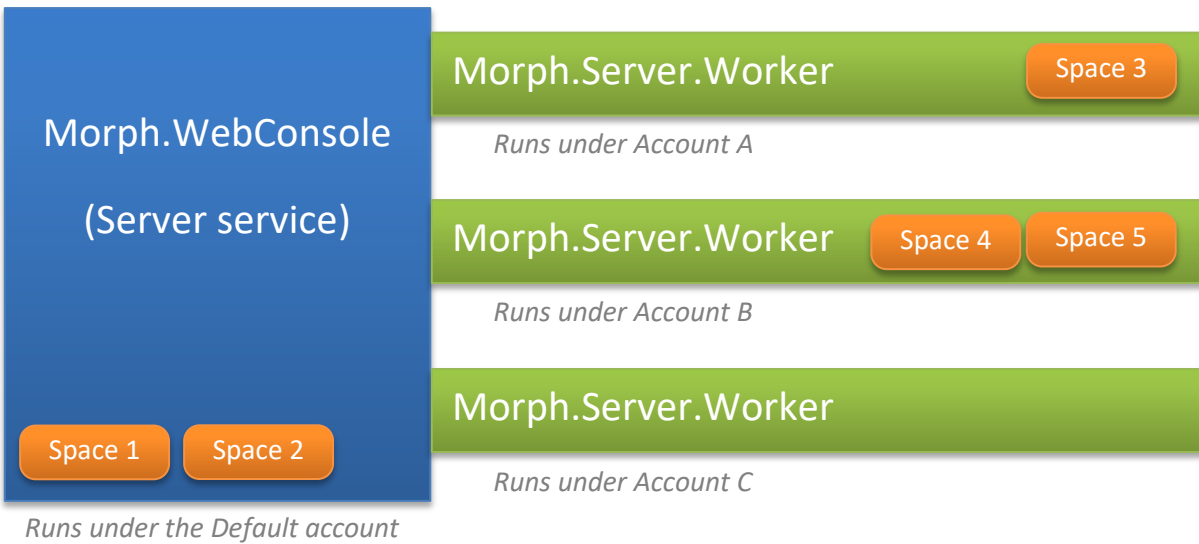 Morph.WebConsole
(Server service)
Space 1
Space 2
Runs under the Default account
Morph.Server.Worker
Space 3
Runs under Account A
Morph.Server.Worker
Space 4
Space 5
Runs under Account B
Morph.Server.Worker
Runs under Account C